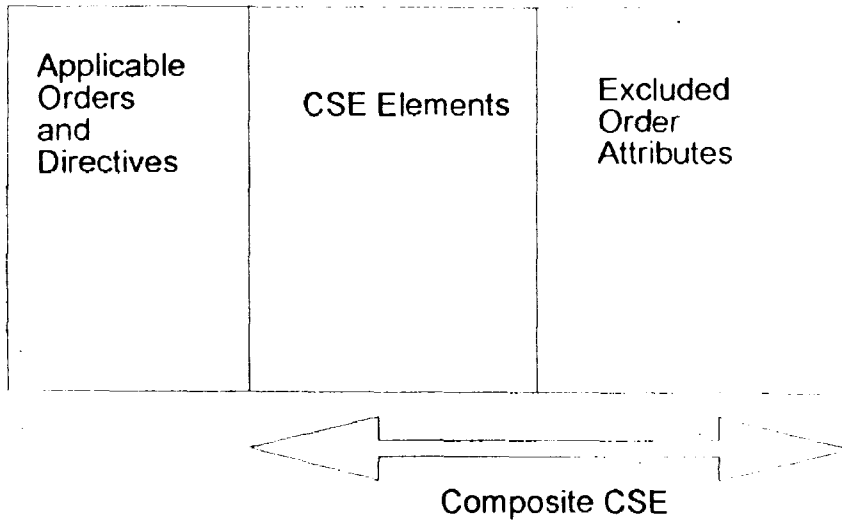 Applicable
Orders
and
Directives
CSE Elements
Excluded
Order
Attributes
Composite CSE